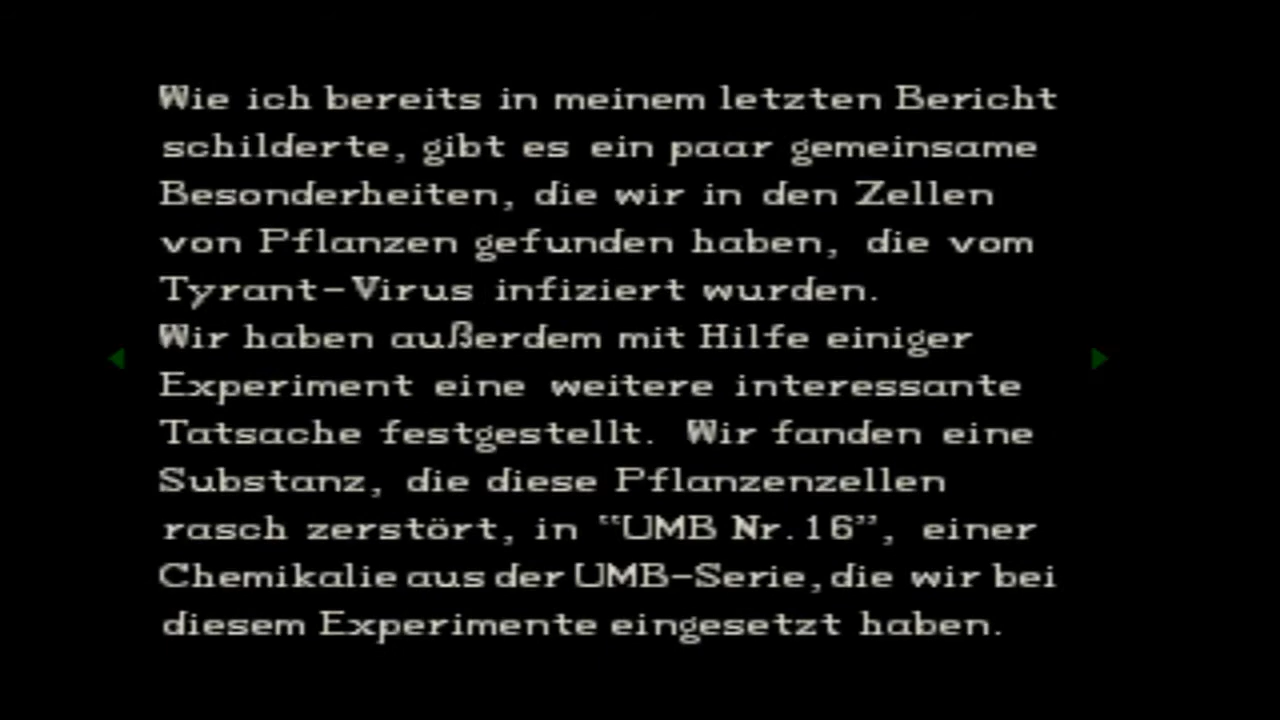 Wie ich bereits in meinem letzten Bericht
schilderte, gibt es ein paar gemeinsame
Besonderheiten, die wir in den Zellen
von Pflanzen gefunden haben, die vom
Tyrant-Virus infiziert wurden.
Wir haben außerdem mit Hilfe einiger
Experiment eine weitere interessante
Tatsache festgestellt. Wir fanden eine
Substanz, die diese Pflanzenzellen
rasch zerstört, in “UMB Nr.16”, einer
Chemikalie aus der UMB-Serie, die wir bei
diesem Experimente eingesetzt haben.